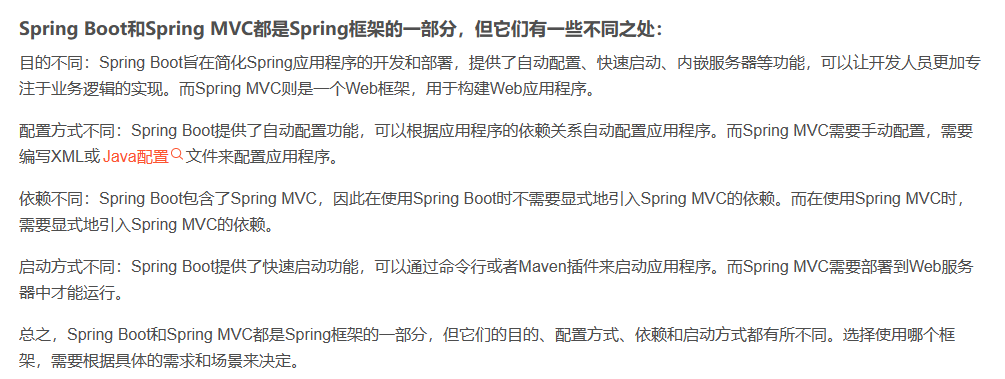 Spring Boot和Spring MVC都是Spring框架的一部分，但它们有一些不同之处：
目的不同：Spring Boot旨在简化Spring应用程序的开发和部署，提供了自动配置、快速启动、内嵌服务器等功能，可以让开发人员更加专
注于业务逻辑的实现。而Spring MVC则是一个Web框架，用于构建Web应用程序。
配置方式不同：Spring Boot提供了自动配置功能，可以根据应用程序的依赖关系自动配置应用程序。而Spring MVC需要手动配置，需要
编写XML或 Java配置 文件来配置应用程序。
依赖不同：Spring Boot包含了Spring MVC，因此在使用Spring Boot时不需要显式地引入Spring MVC的依赖。而在使用Spring MVC时，
需要显式地引入Spring MVC的依赖。
启动方式不同：Spring Boot提供了快速启动功能，可以通过命令行或者Maven插件来启动应用程序。而Spring MVC需要部署到Web服务
器中才能运行。
总之，Spring Boot和Spring MVC都是Spring框架的一部分，但它们的目的、配置方式、依赖和启动方式都有所不同。选择使用哪个框
架，需要根据具体的需求和场景来决定。